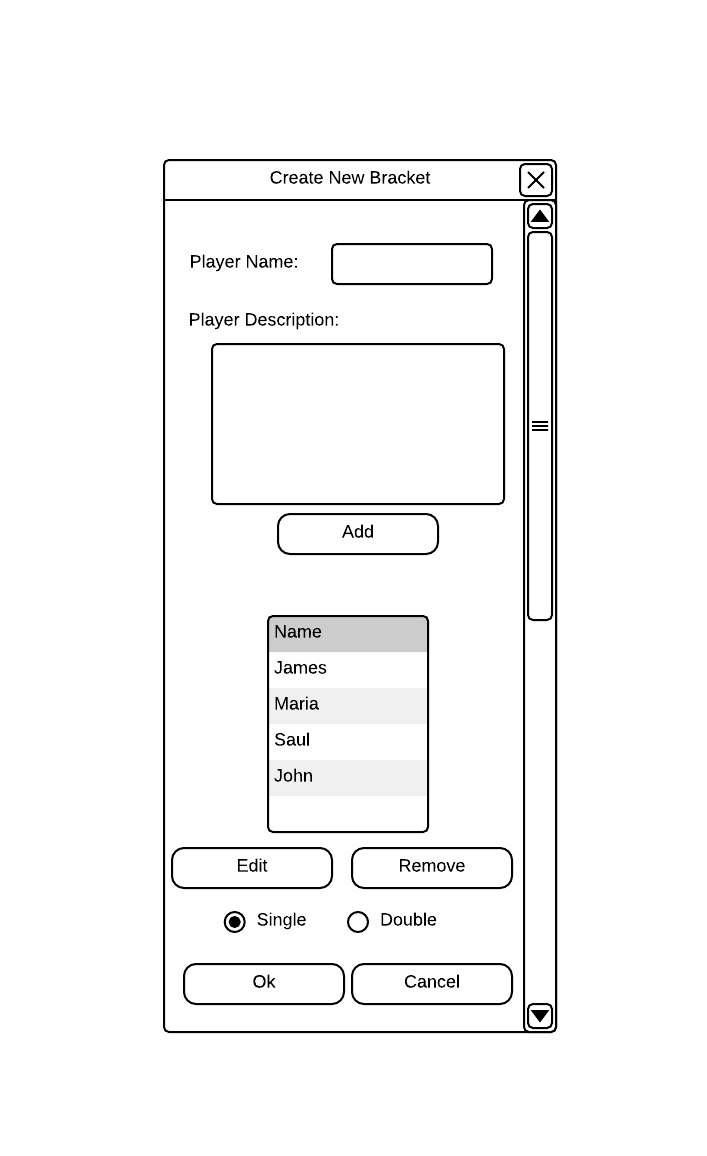 Create New Bracket
Player Name:
Player Description:
Add
Name
James
Maria
Saul
John
Edit Remove
Single Double
Ok Cancel